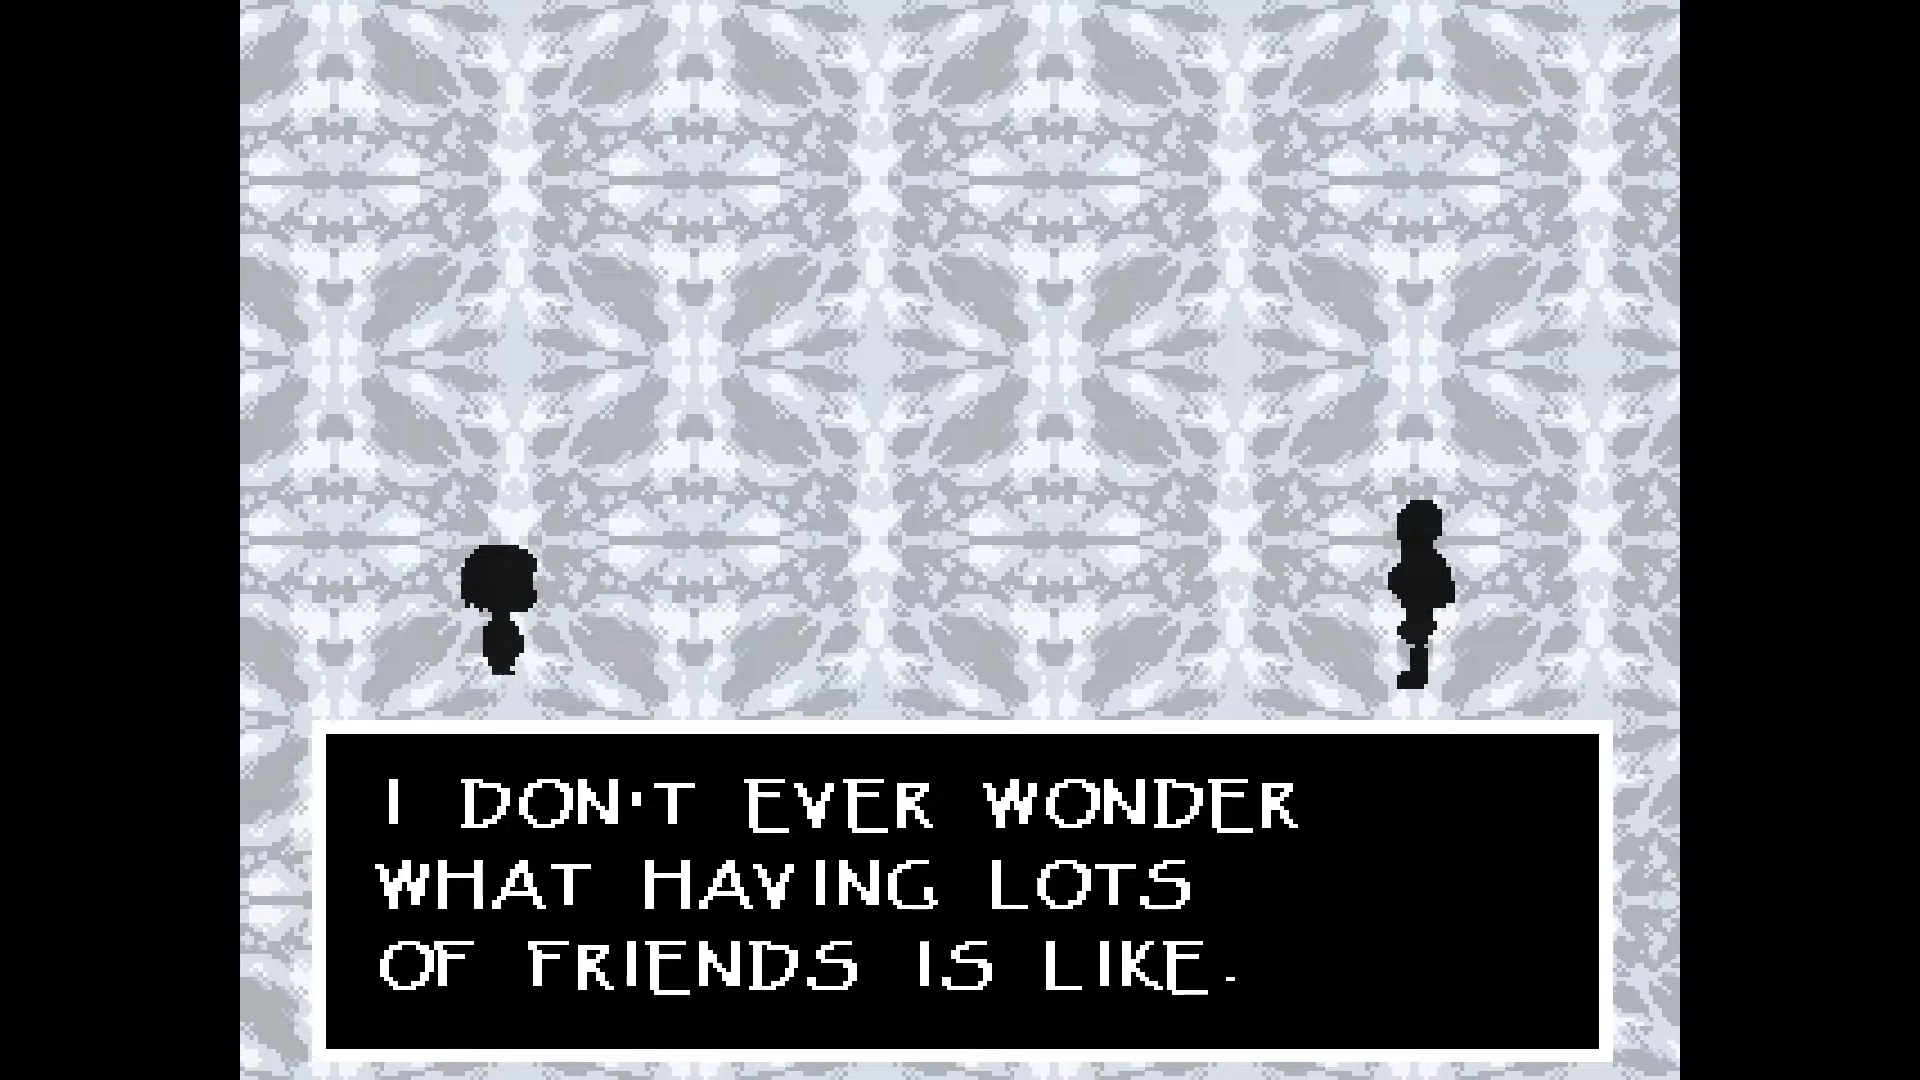 I DON'T EVER WONDER
WHAT HAVING LOTS
OF FRIENDS IS LIKE.